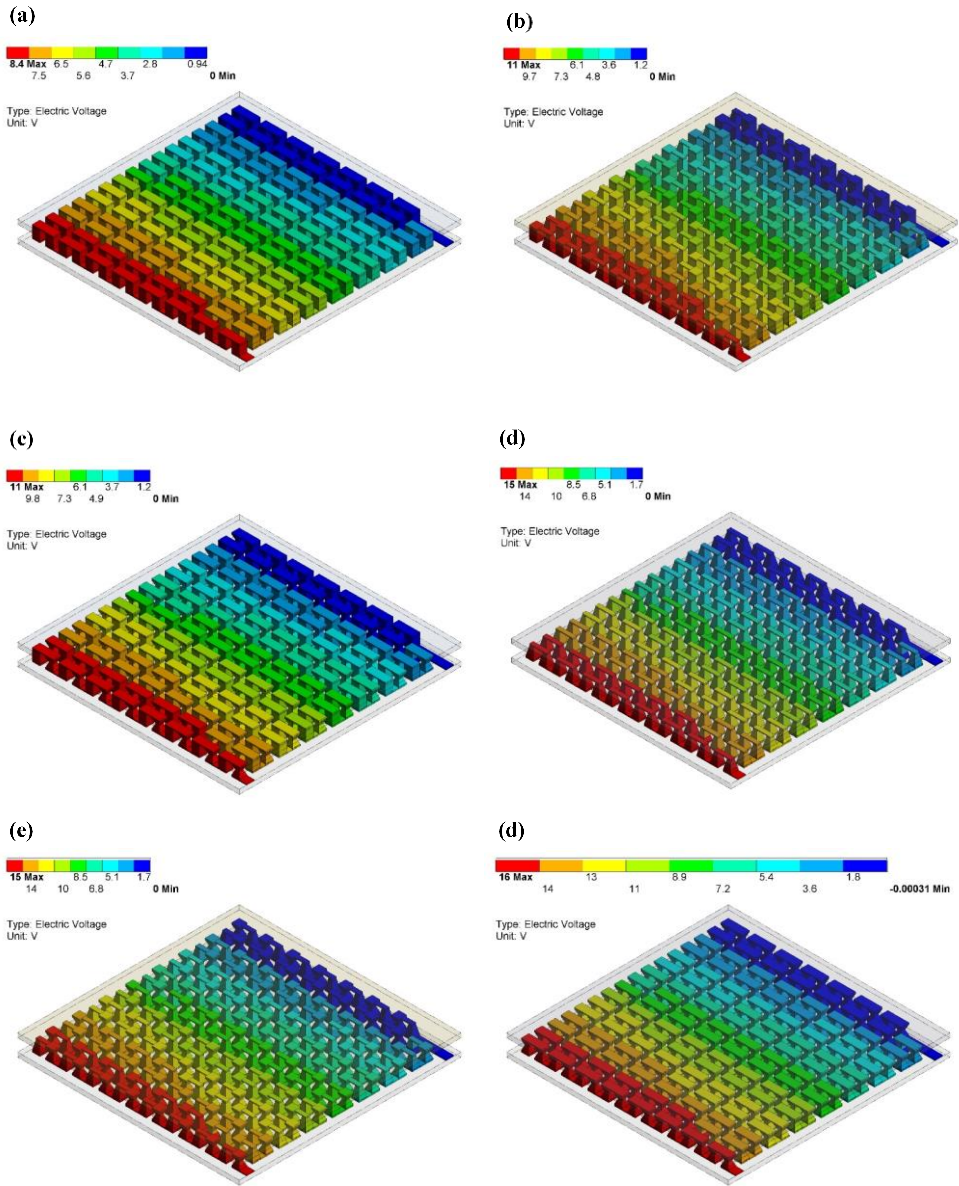 (a)
8.4 Max 6.5 4.7 2.8 0.94
7.5 5.6 3.7 0 Min
Type: Electric Voltage
Unit: V
(b)
11 Max 6.1 3.6 1.2
9.7 7.3 4.8 0 Min
Type: Electric Voltage
Unit: V
(c)
11 Max 6.1 3.7 1.2
9.8 7.3 4.9 0 Min
Type: Electric Voltage
Unit: V
(d)
15 Max 8.5 5.1 1.7
14 10 6.8 0 Min
Type: Electric Voltage
Unit: V
(e)
15 Max 8.5 5.1 1.7
14 10 6.8 0 Min
Type: Electric Voltage
Unit: V
(d)
16 Max 13 8.9 5.4 1.8
14 11 7.2 3.6 -0.00031 Min
Type: Electric Voltage
Unit: V